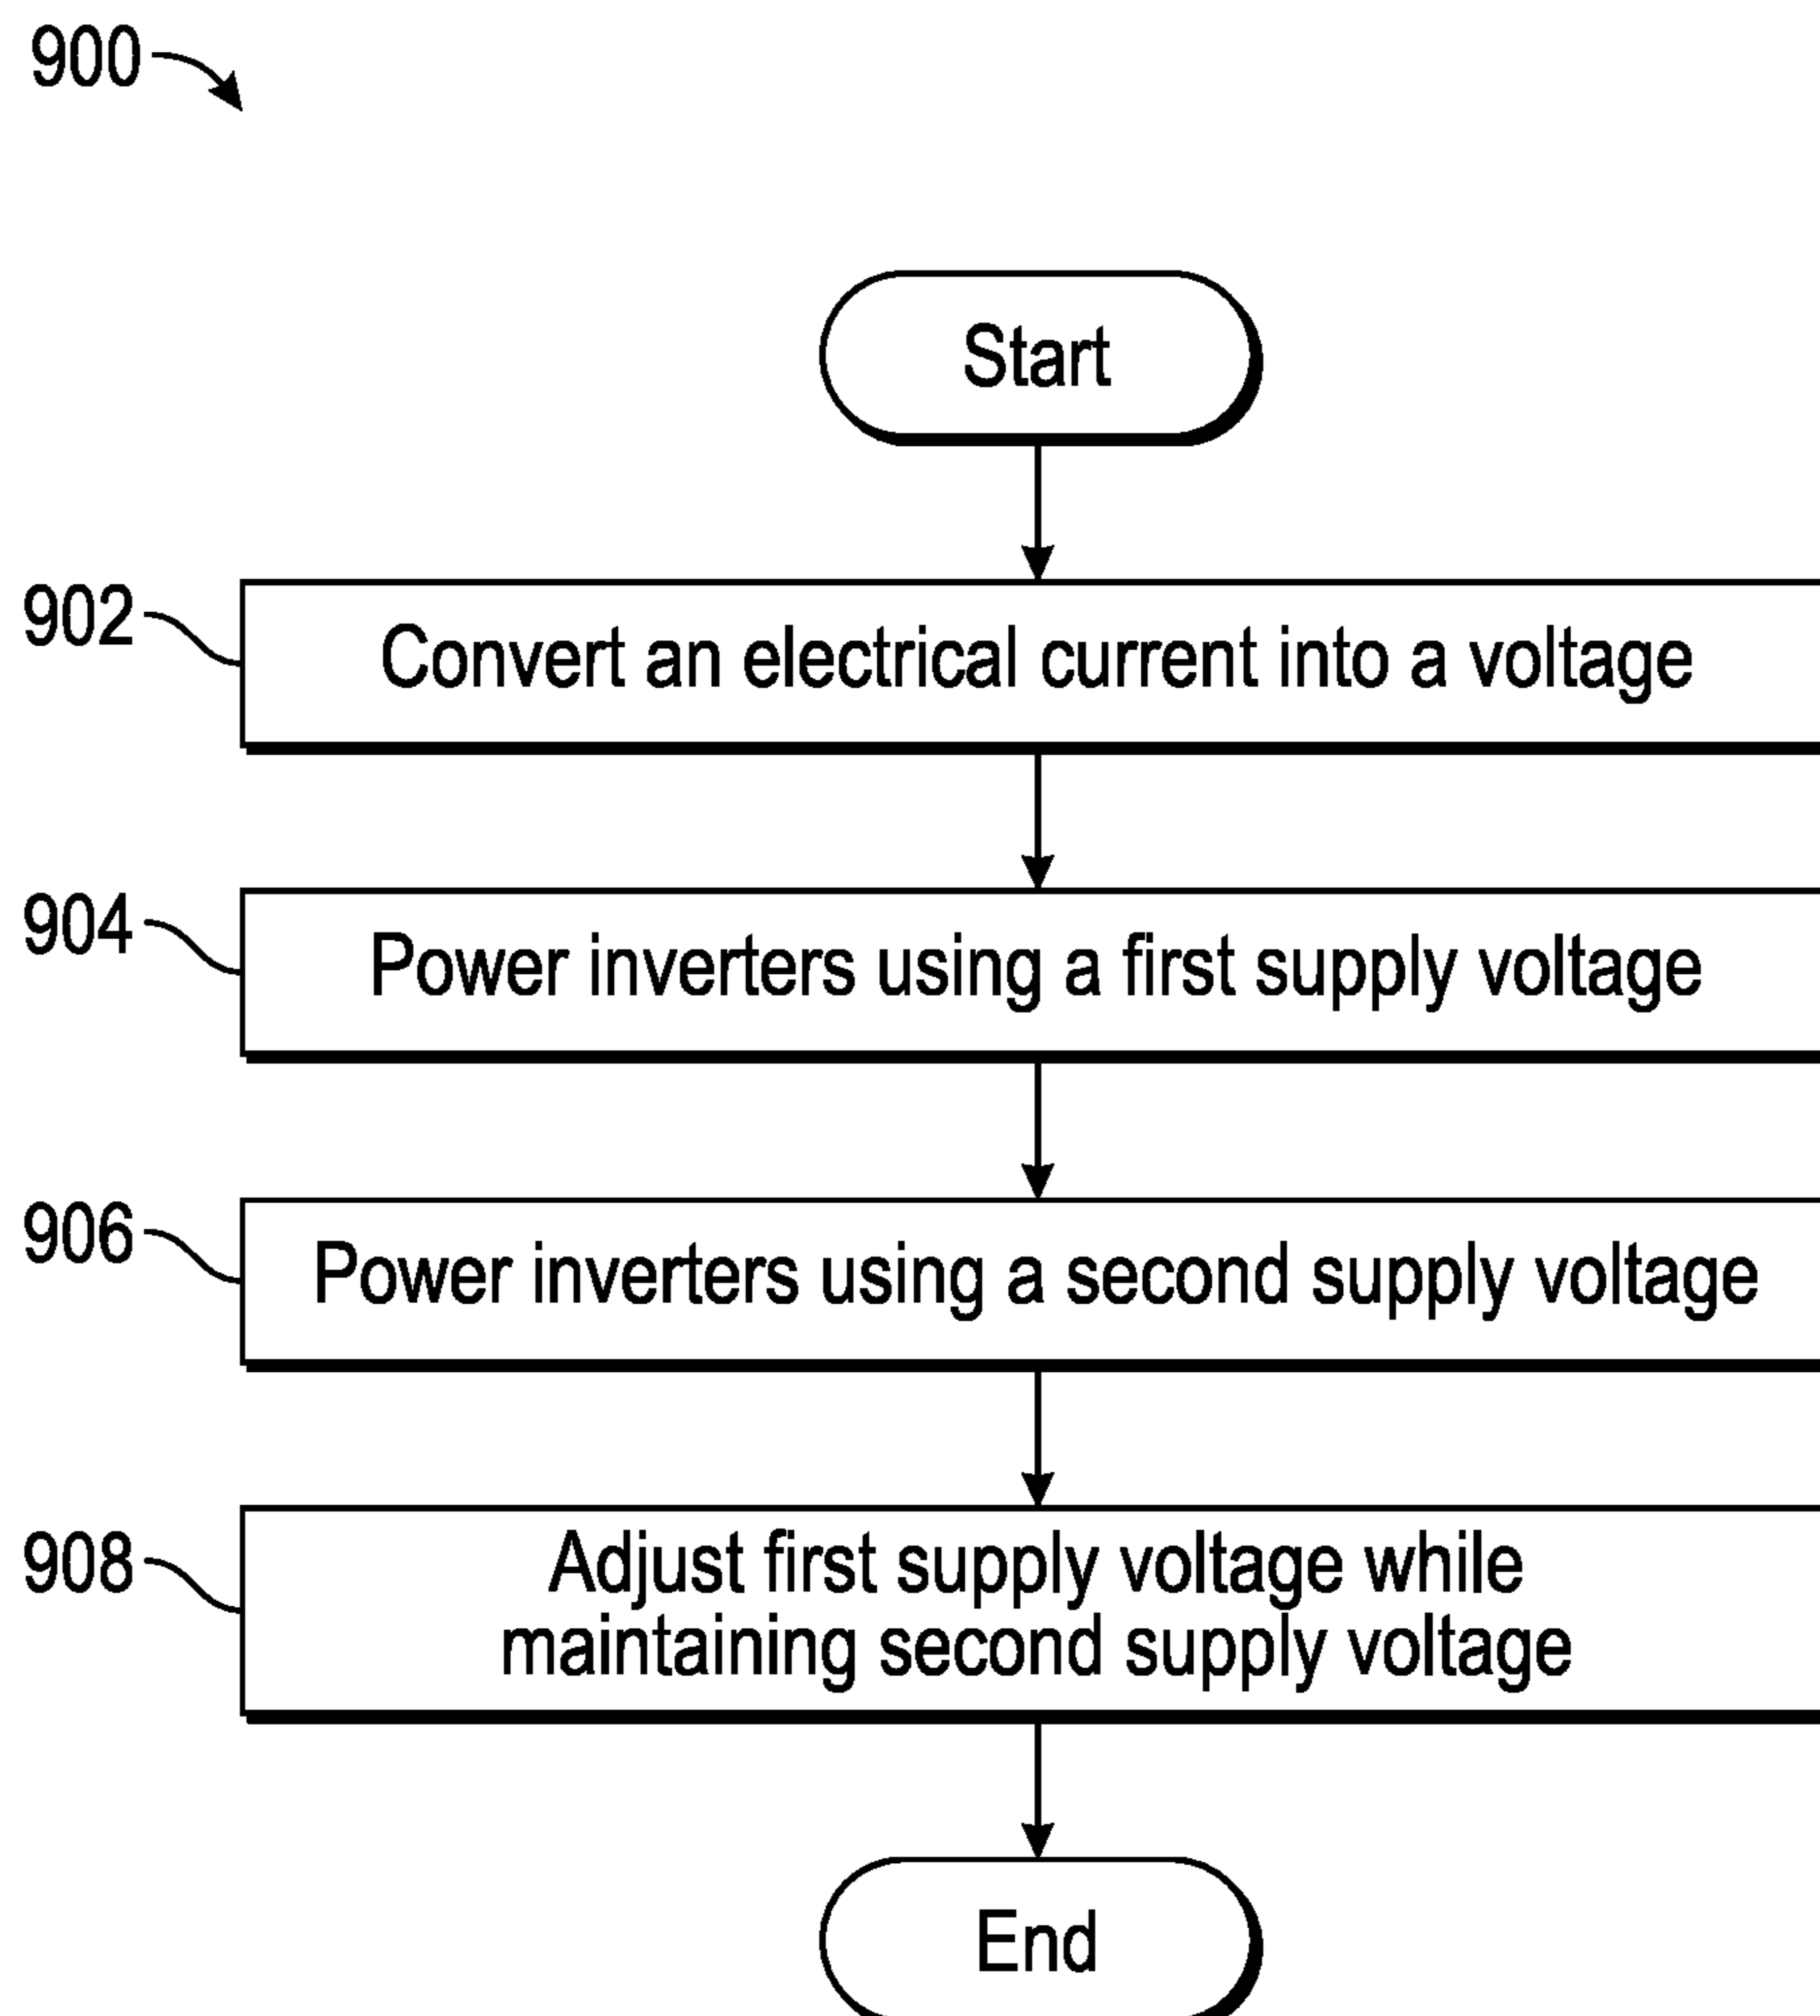 900
Start
902
Convert an electrical current into a voltage
904
Power inverters using a first supply voltage
906
Power inverters using a second supply voltage
908
Adjust first supply voltage while
maintaining second supply voltage
End